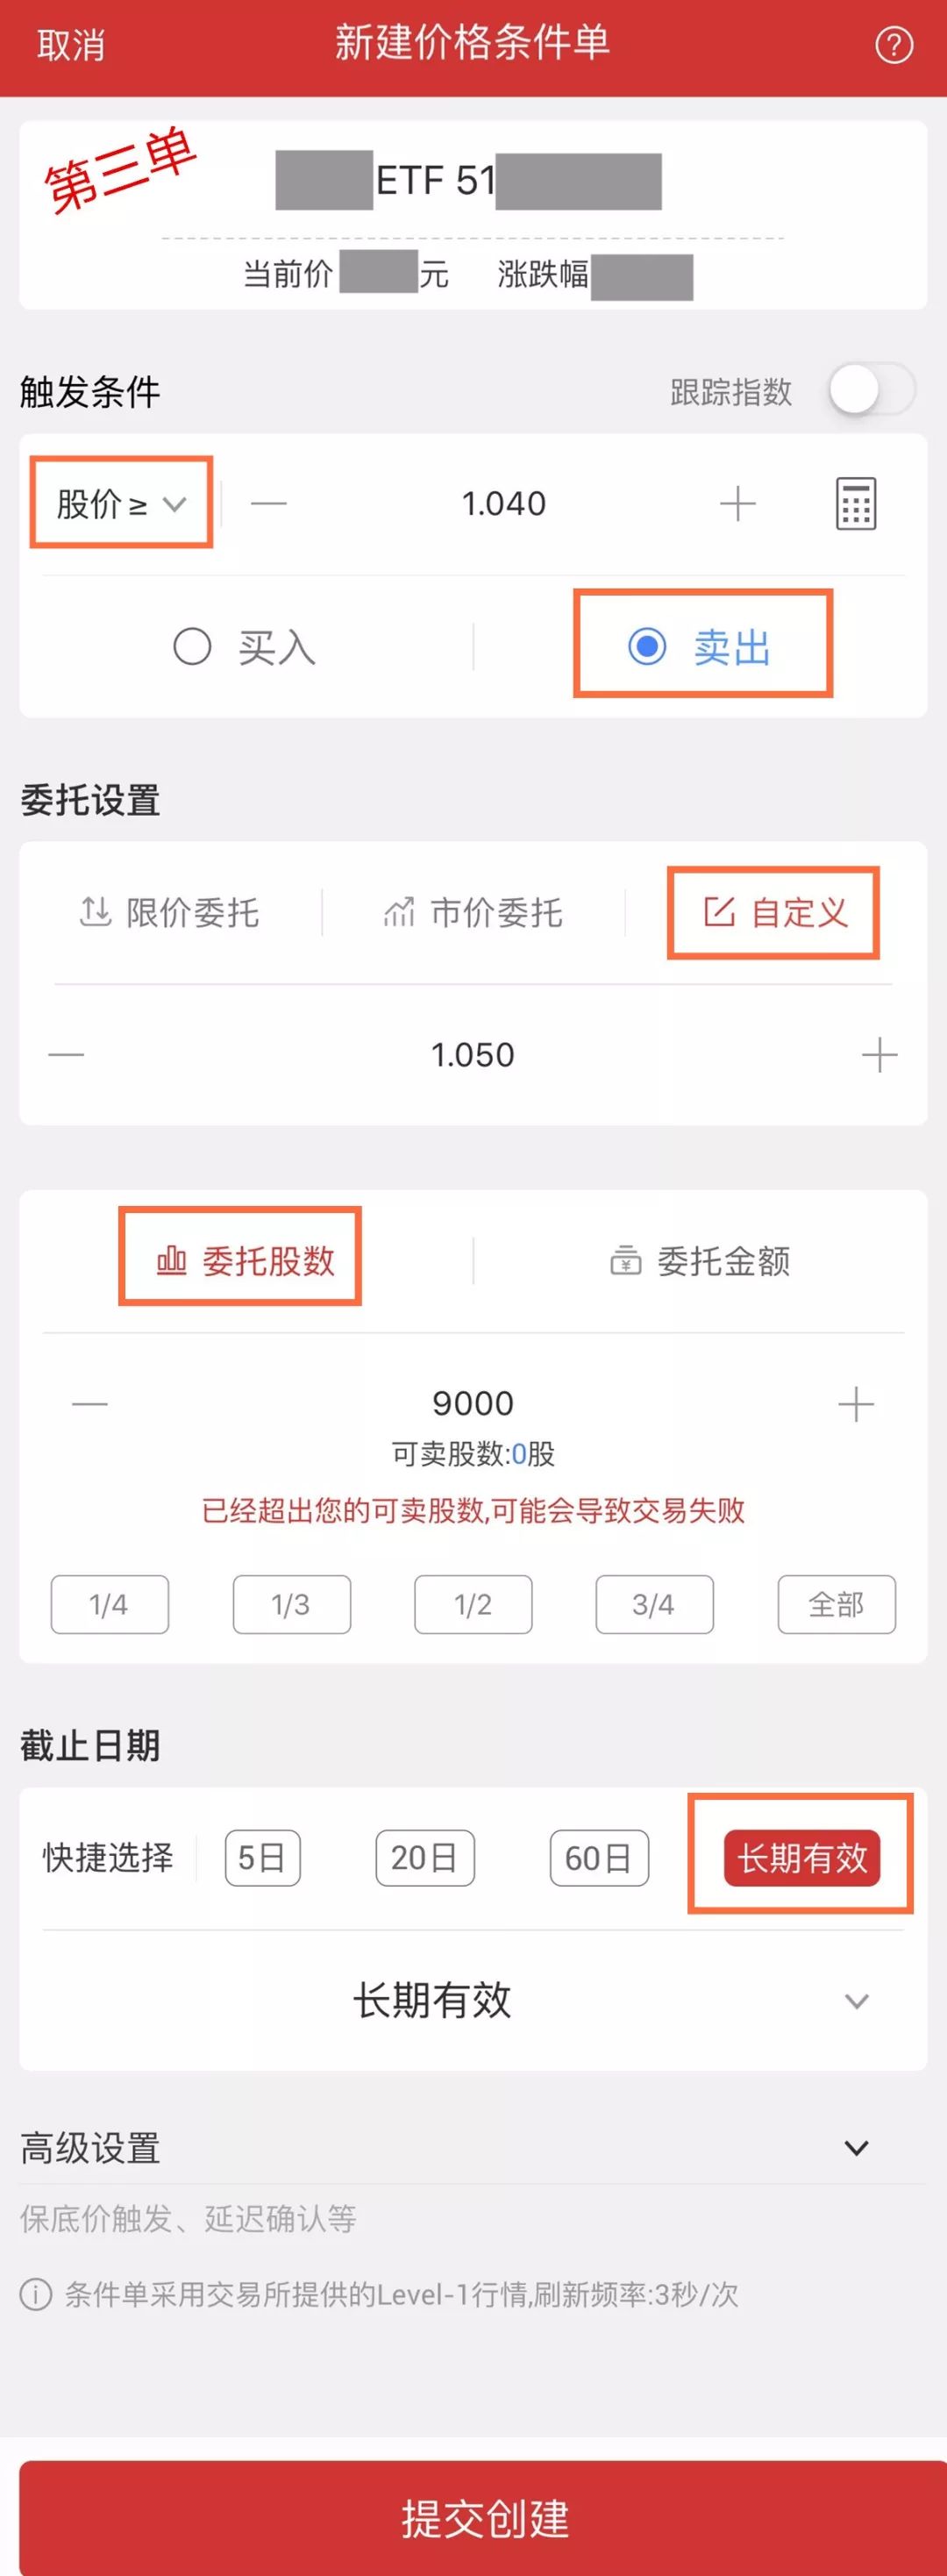 取消 新建价格条件单 ?
第三单
ETF 51
当前价 元 涨跌幅
触发条件 跟踪指数
股价≥ — 1.040 +
买入 卖出
委托设置
限价委托 市价委托 自定义
— 1.050 +
委托股数 委托金额
— 9000 +
可卖股数:0股
已经超出您的可卖股数,可能会导致交易失败
1/4 1/3 1/2 3/4 全部
截止日期
快捷选择 5日 20日 60日 长期有效
长期有效
高级设置
保底价触发、延迟确认等
条件单采用交易所提供的Level-1行情,刷新频率:3秒/次
提交创建